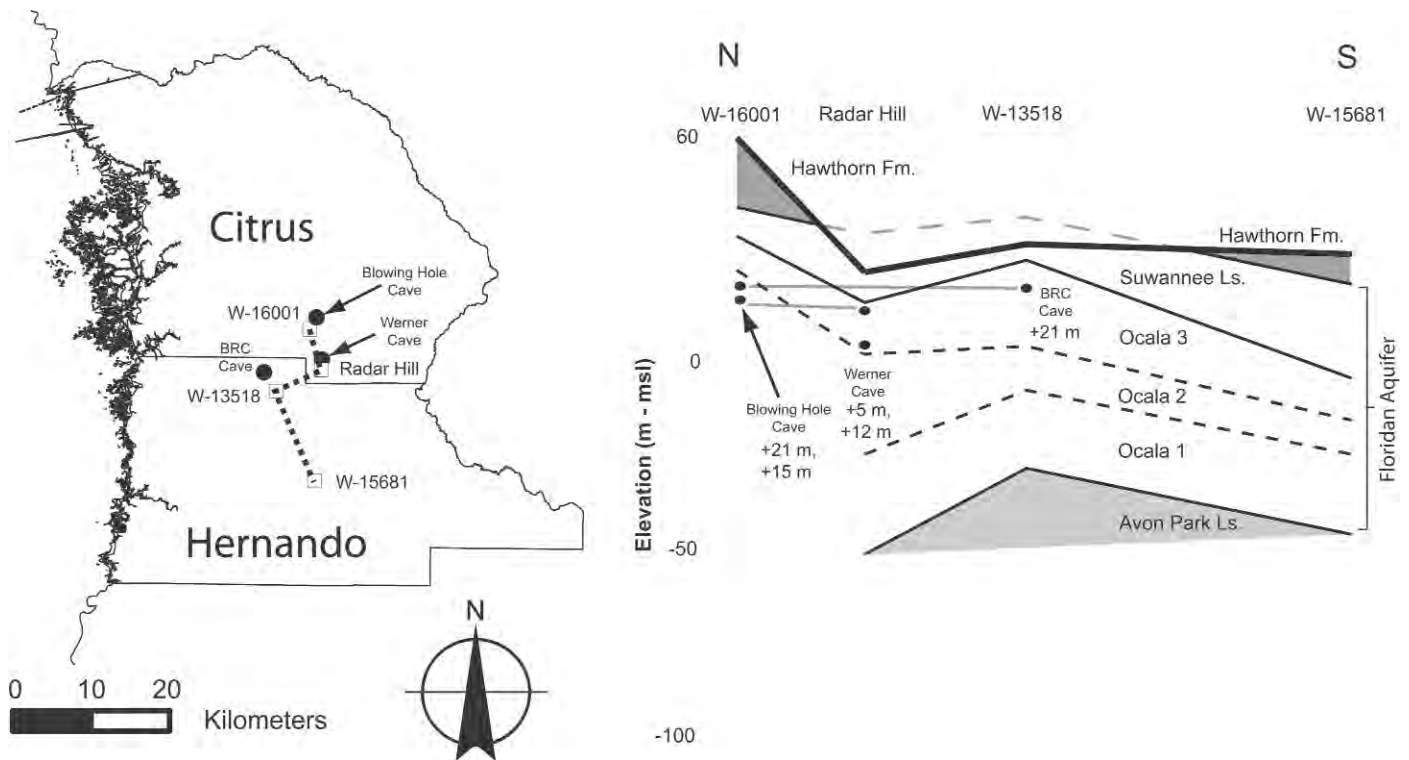 Citrus
Blowing Hole
Cave
W-16001
Werner
Cave
BRC
Cave
Radar Hill
W-13518
W-15681
Hernando
N
0 10 20
Kilometers
N
S
W-16001 Radar Hill W-13518 W-15681
60
Hawthorn Fm.
Hawthorn Fm.
Suwannee Ls.
BRC
Cave
+21 m
Ocala 3
0
Werner
Cave
+5 m,
+12 m
Blowing Hole
Cave
+21 m,
+15 m
Ocala 2
Ocala 1
Avon Park Ls.
Elevation (m - msl)
Floridan Aquifer
-50
-100